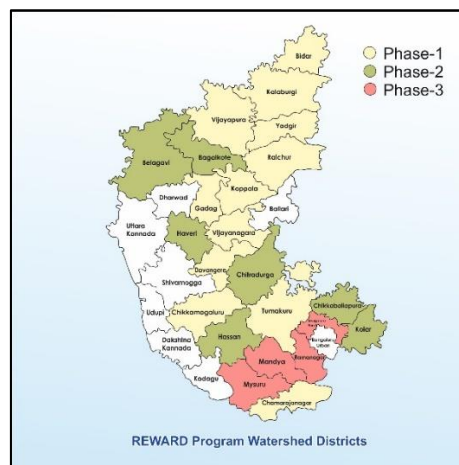 Bidar
Phase-1
Phase-2
Phase-3
Kalaburgi
Vijayapura
Yadgir
Raichur
Belagavi
Bagalkote
Koppala
Dharwad
Gadag
Ballari
Uttara
Kannada
Haveri
Vijayanagara
Davangere
Chitradurga
Shivamogga
Chikkaballapura
Chikkamagaluru
Tumakuru
Kolar
Udupi
Urban
Hassan
Dakshina
Kannada
Mandya
Ramanagar
Kodagu
Mysuru
Chamarajanagar
REWARD Program Watershed Districts